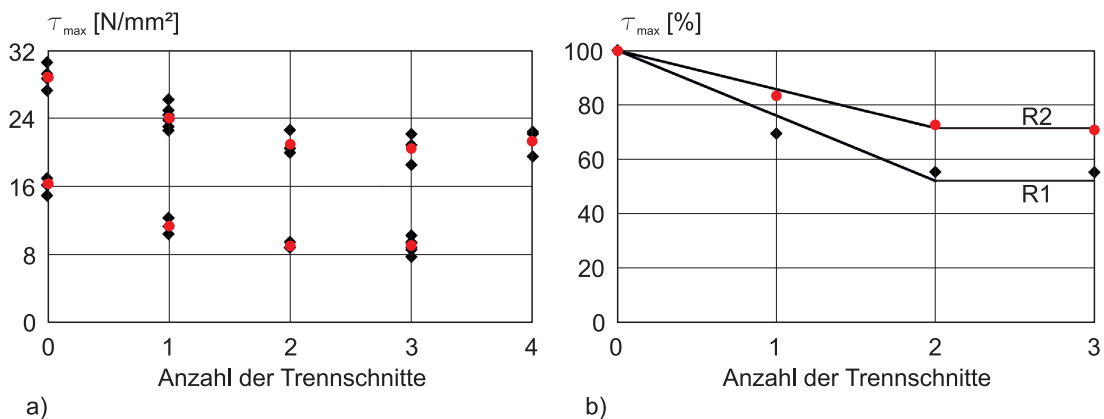 τmax [N/mm²]
32
24
16
8
0
0 1 2 3 4
Anzahl der Trennschnitte
a)
τmax [%]
100
80
60
40
20
0
R2
R1
0 1 2 3
Anzahl der Trennschnitte
b)